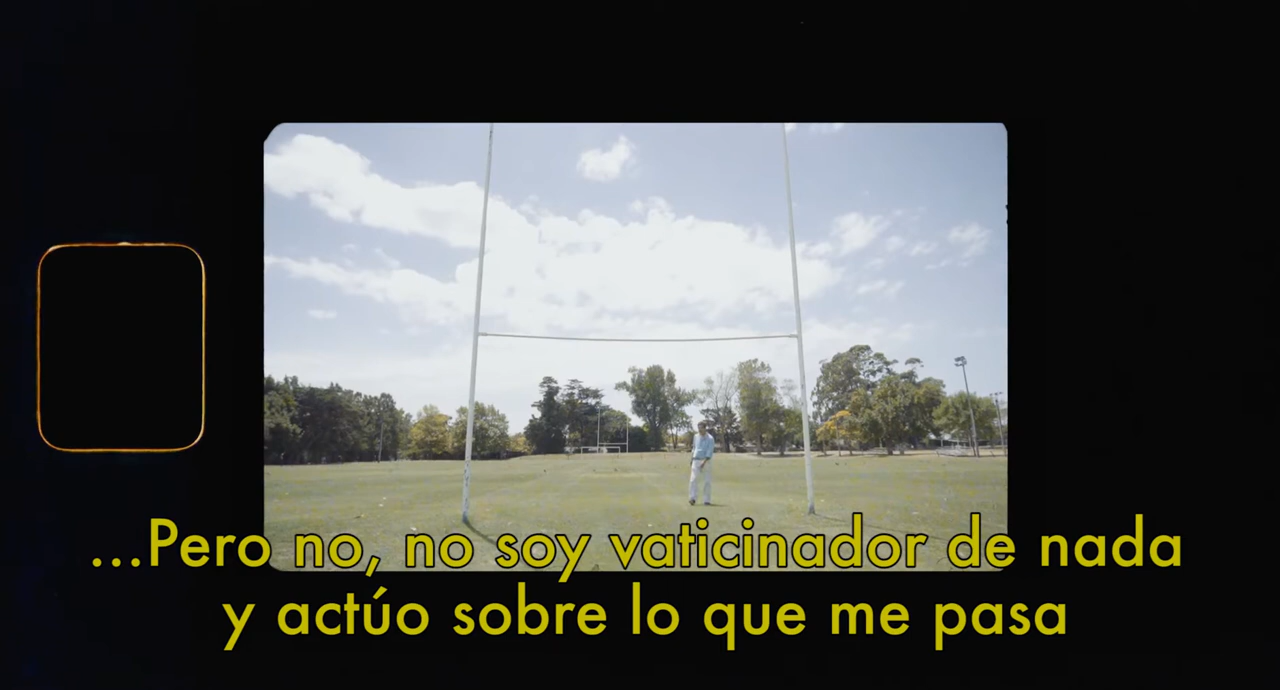 ...Pero no, no soy vaticinador de nada
y actúo sobre lo que me pasa